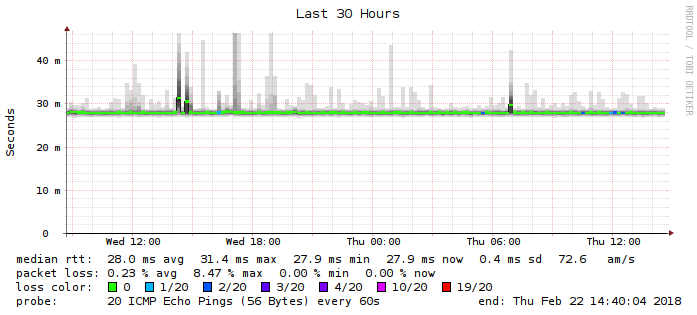 Last 30 Hours
RRDTOOL / TOBI OETIKER
Seconds
40 m
30 m
20 m
10 m
0
Wed 12:00 Wed 18:00 Thu 00:00 Thu 06:00 Thu 12:00
median rtt: 28.0 ms avg 31.4 ms max 27.9 ms min 27.9 ms now 0.4 ms sd 72.6 am/s
packet loss: 0.23 % avg 8.47 % max 0.00 % min 0.00 % now
loss color: 0 1/20 2/20 3/20 4/20 10/20 19/20
probe: 20 ICMP Echo Pings (56 Bytes) every 60s end: Thu Feb 22 14:40:04 2018